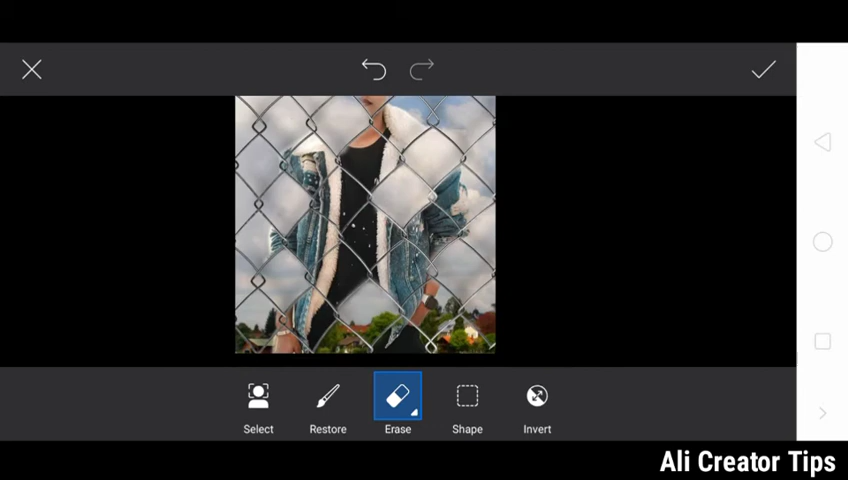 Select
Restore
Erase
Shape
Invert
Ali Creator Tips